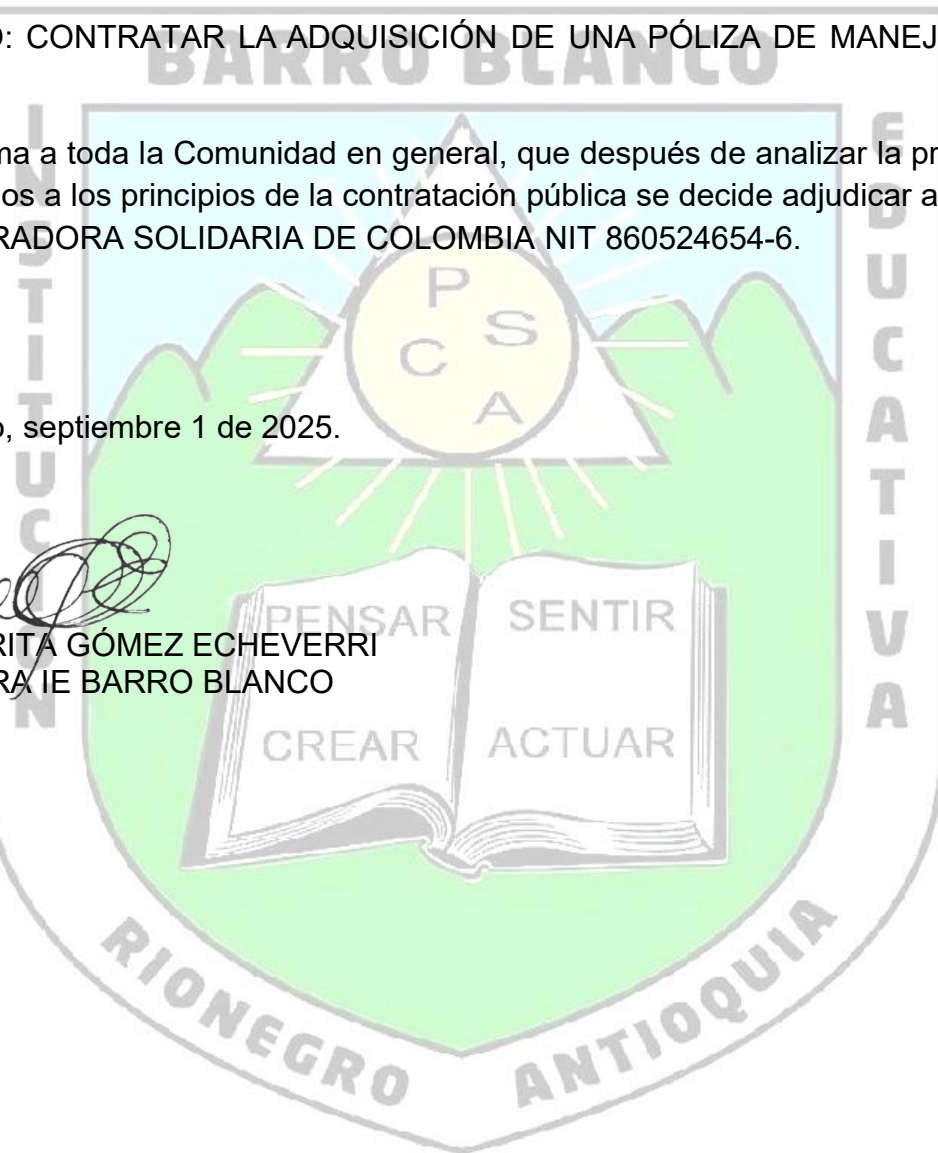 BARRO BLANCO
: CONTRATAR LA ADQUISICIÓN DE UNA PÓLIZA DE MANEJ
ma a toda la Comunidad en general, que después de analizar la pr
os a los principios de la contratación pública se decide adjudicar a
RADORA SOLIDARIA DE COLOMBIA NIT 860524654-6.
P
S
C
A
o, septiembre 1 de 2025.
INSTITUCIÓN
EDUCATIVA
PENSAR SENTIR
RITA GÓMEZ ECHEVERRI
RA IE BARRO BLANCO
CREAR ACTUAR
RIONEGRO ANTIOQUIA